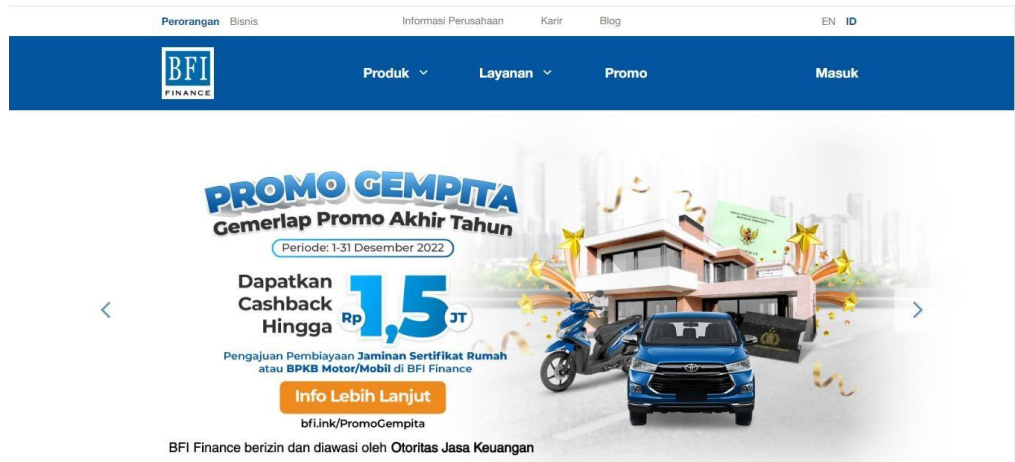 Perorangan Bisnis Informasi Perusahaan Karir Blog EN ID
BFI
FINANCE
Produk Layanan Promo Masuk
PROMO GEMPITA
Gemerlap Promo Akhir Tahun
Periode: 1-31 Desember 2022
Dapatkan
Cashback
Hingga
Rp 1,5 JT
Pengajuan Pembiayaan Jaminan Sertifikat Rumah
atau BPKB Motor/Mobil di BFI Finance
Info Lebih Lanjut
bfi.ink/PromoGempita
BFI Finance berizin dan diawasi oleh Otoritas Jasa Keuangan